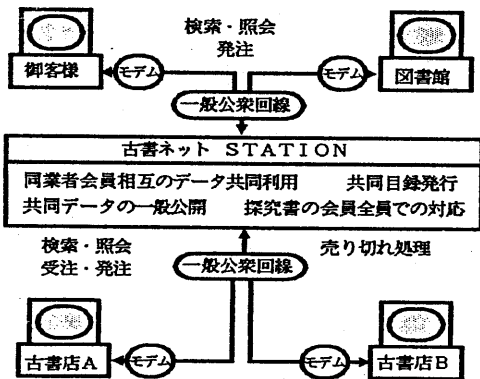 検索・照会
発注
御客様
モデム
モデム
図書館
一般公衆回線
古書ネット STATION
同業者会員相互のデータ共同利用 共同目録発行
共同データの一般公開 探究書の会員全員での対応
検索・照会
受注・発注
一般公衆回線
売り切れ処理
古書店A
モデム
モデム
古書店B